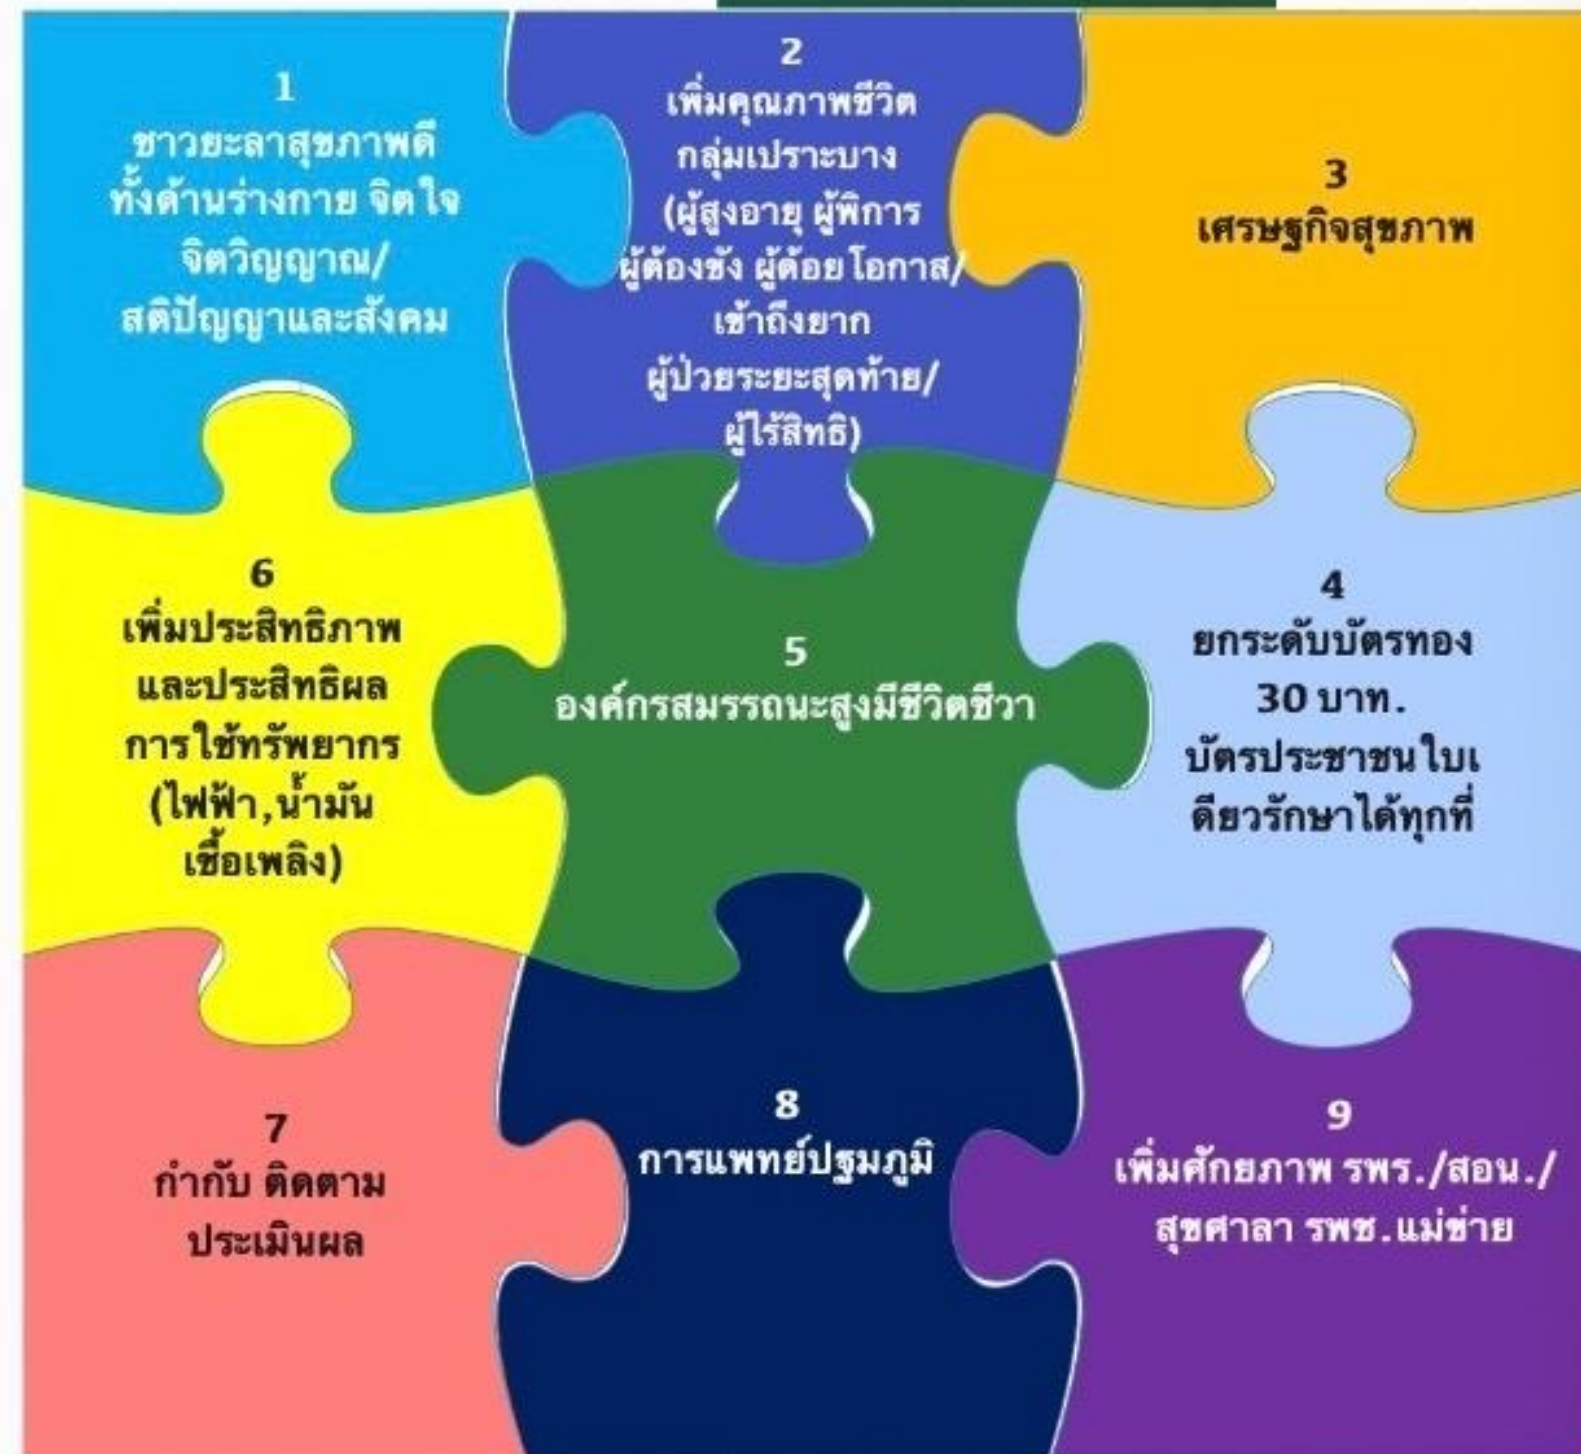 1
ชาวยะลาสุขภาพดี
ทั้งด้านร่างกาย จิตใจ
จิตวิญญาณ/
สติปัญญาและสังคม
2
เพิ่มคุณภาพชีวิต
กลุ่มเปราะบาง
(ผู้สูงอายุ ผู้พิการ
ผู้ต้องขัง ผู้ด้อยโอกาส/
เข้าถึงยาก
ผู้ป่วยระยะสุดท้าย/
ผู้ไร้สิทธิ)
3
เศรษฐกิจสุขภาพ
6
เพิ่มประสิทธิภาพ
และประสิทธิผล
การใช้ทรัพยากร
(ไฟฟ้า,น้ำมัน
เชื้อเพลิง)
5
องค์กรสมรรถนะสูงมีชีวิตชีวา
4
ยกระดับบัตรทอง
30 บาท.
บัตรประชาชนใบเ
ดียวรักษาได้ทุกที่
7
กำกับ ติดตาม
ประเมินผล
8
การแพทย์ปฐมภูมิ
9
เพิ่มศักยภาพ รพร./สอน./
สุขศาลา รพช.แม่ข่าย